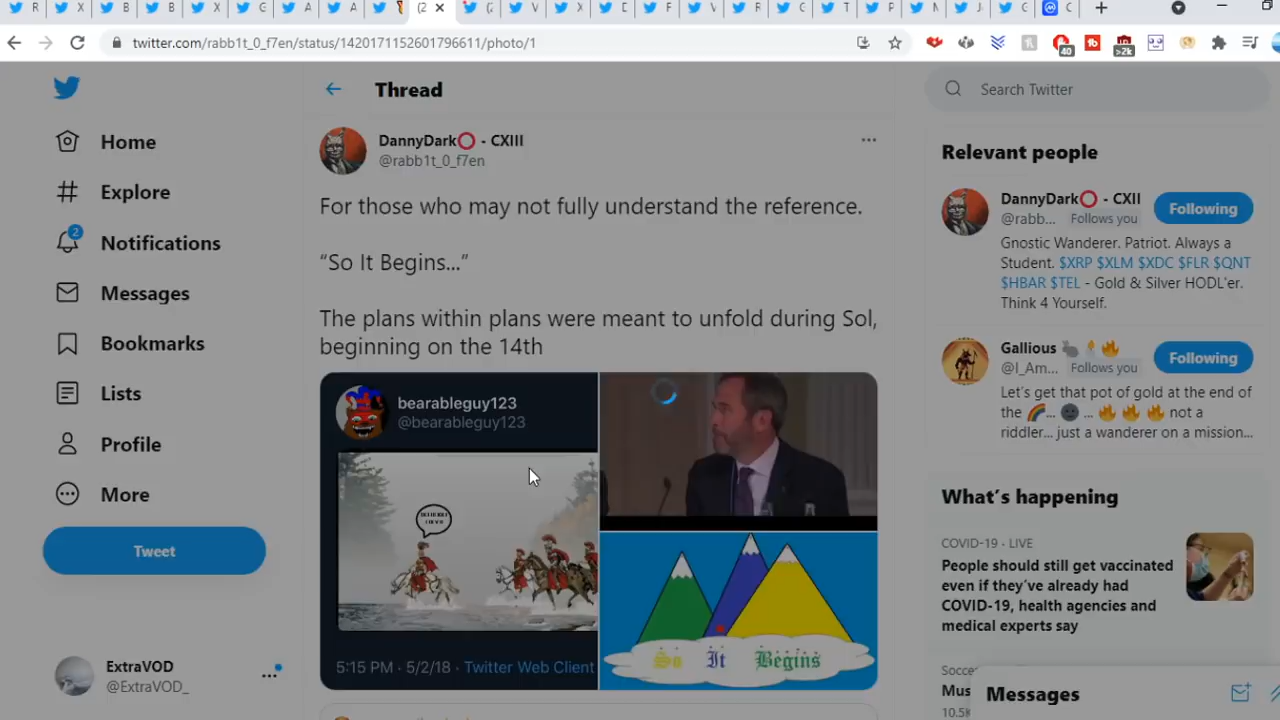 twitter.com/rabb1t_0_f7en/status/1420171152601796611/photo/1
40
>2k
Home
Explore
2
Notifications
Messages
Bookmarks
Lists
Profile
More
Tweet
ExtraVOD
@ExtraVOD_
Thread
DannyDark⭕ - CXIII
@rabb1t_0_f7en
For those who may not fully understand the reference.
“So It Begins...”
The plans within plans were meant to unfold during Sol,
beginning on the 14th
bearableguy123
@bearableguy123
5:15 PM · 5/2/18 · Twitter Web Client
So It Begins
Search Twitter
Relevant people
DannyDark⭕ - CXII
@rabb... Follows you
Following
Gnostic Wanderer. Patriot. Always a
Student. $XRP $XLM $XDC $FLR $QNT
$HBAR $TEL - Gold & Silver HODL'er.
Think 4 Yourself.
Gallious
@I_Am... Follows you
Following
Let's get that pot of gold at the end of
the 🌈... 🌚 ... 🔥 🔥 🔥 not a
riddler... just a wanderer on a mission...
What's happening
COVID-19 · LIVE
People should still get vaccinated
even if they've already had
COVID-19, health agencies and
medical experts say
Messages